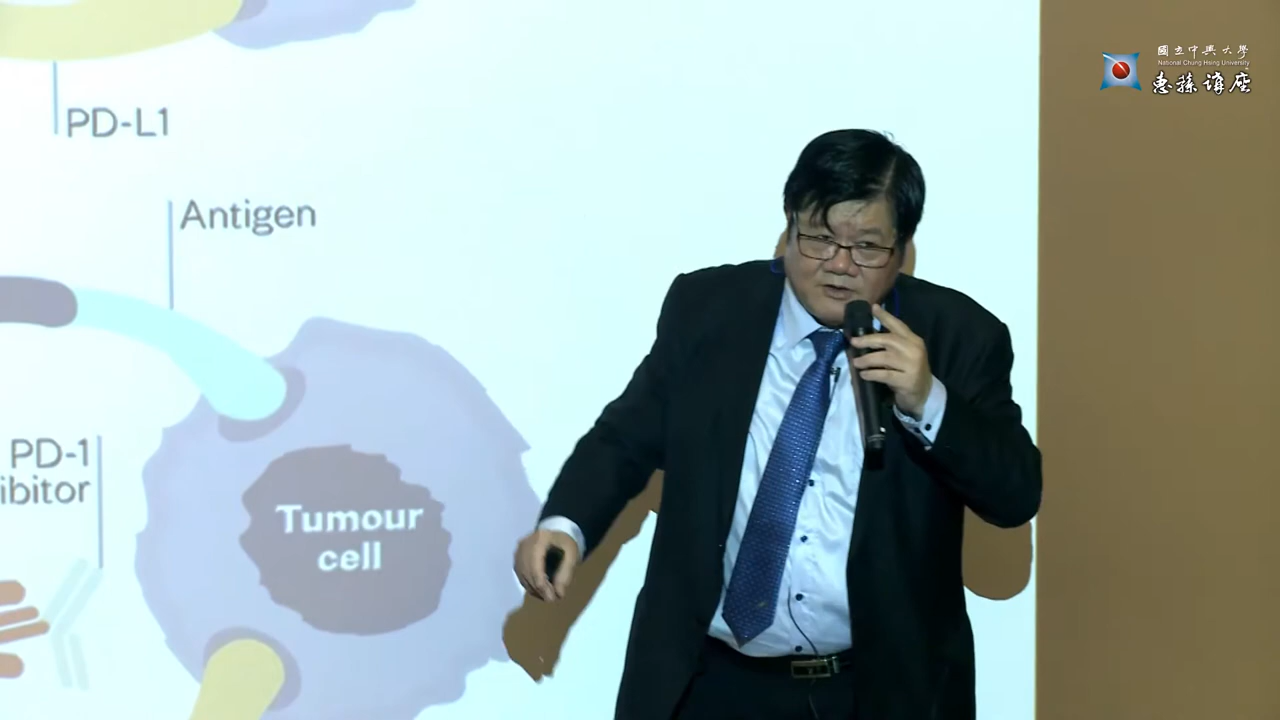 PD-L1
Antigen
PD-1
ibitor
Tumour
cell
國立中興大學
National Chung Hsing University
惠蓀講座